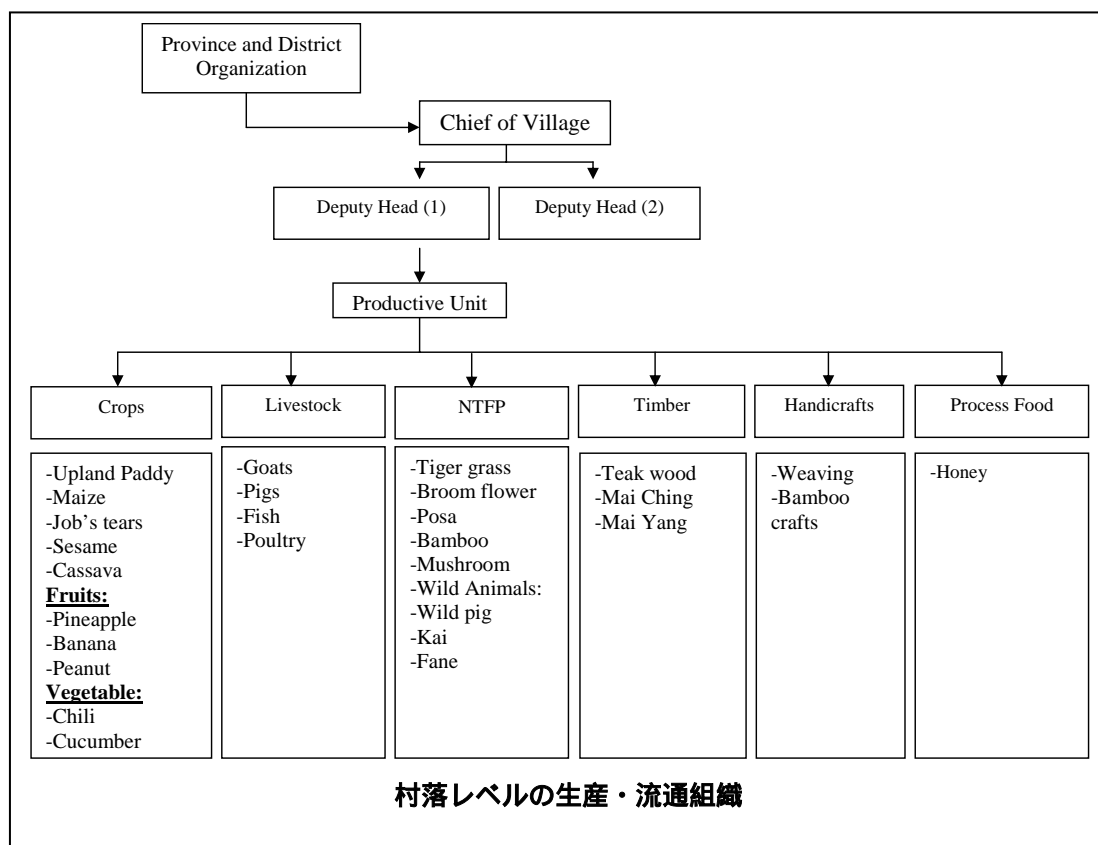 Province and District
Organization
Chief of Village
Deputy Head (1)
Deputy Head (2)
Productive Unit
Crops
Livestock
NTFP
Timber
Handicrafts
Process Food
-Upland Paddy
-Maize
-Job's tears
-Sesame
-Cassava
Fruits:
-Pineapple
-Banana
-Peanut
Vegetable:
-Chili
-Cucumber
-Goats
-Pigs
-Fish
-Poultry
-Tiger grass
-Broom flower
-Posa
-Bamboo
-Mushroom
-Wild Animals:
-Wild pig
-Kai
-Fane
-Teak wood
-Mai Ching
-Mai Yang
-Weaving
-Bamboo
crafts
-Honey
村落レベルの生産・流通組織